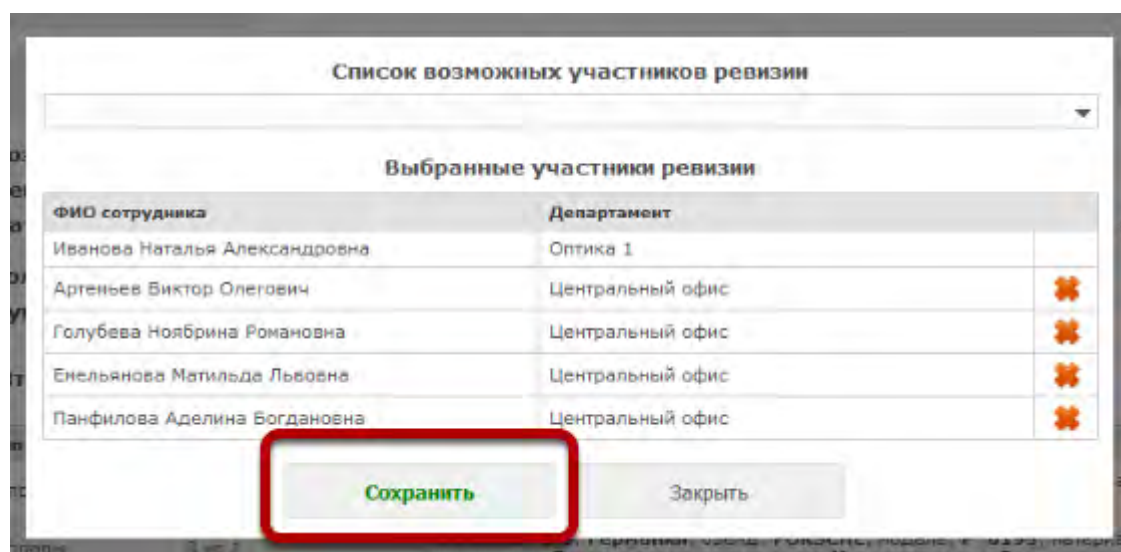 Список возможных участников ревизии
Выбранные участники ревизии
ФИО сотрудника Департамент
Иванова Наталья Александровна Оптика 1
Артеньев Виктор Олегович Центральный офис
Голубева Ноябрина Романовна Центральный офис
Енельянова Матильда Львовна Центральный офис
Панфилова Аделина Богдановна Центральный офис
Сохранить Закрыть